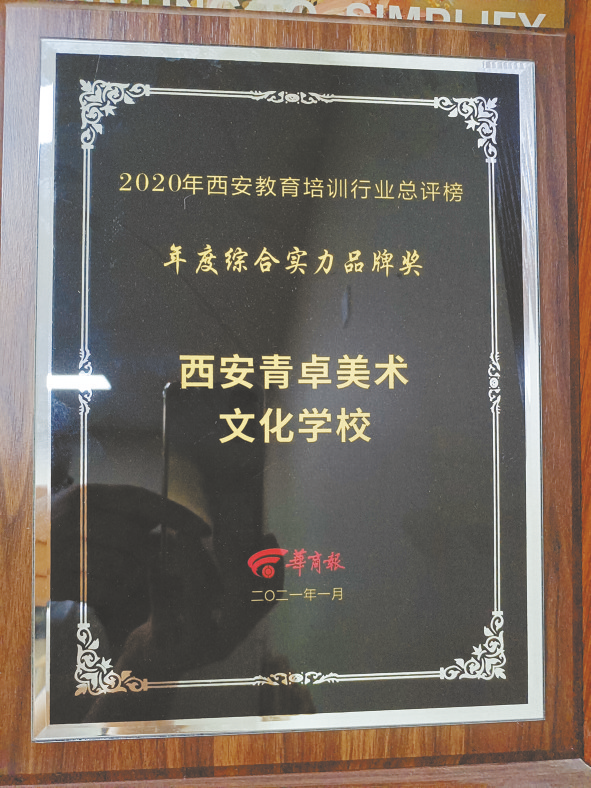 SIMPLIFY
2020年西安教育培训行业总评榜
年度综合实力品牌奖
西安青卓美术
文化学校
華商報
二〇二一年一月